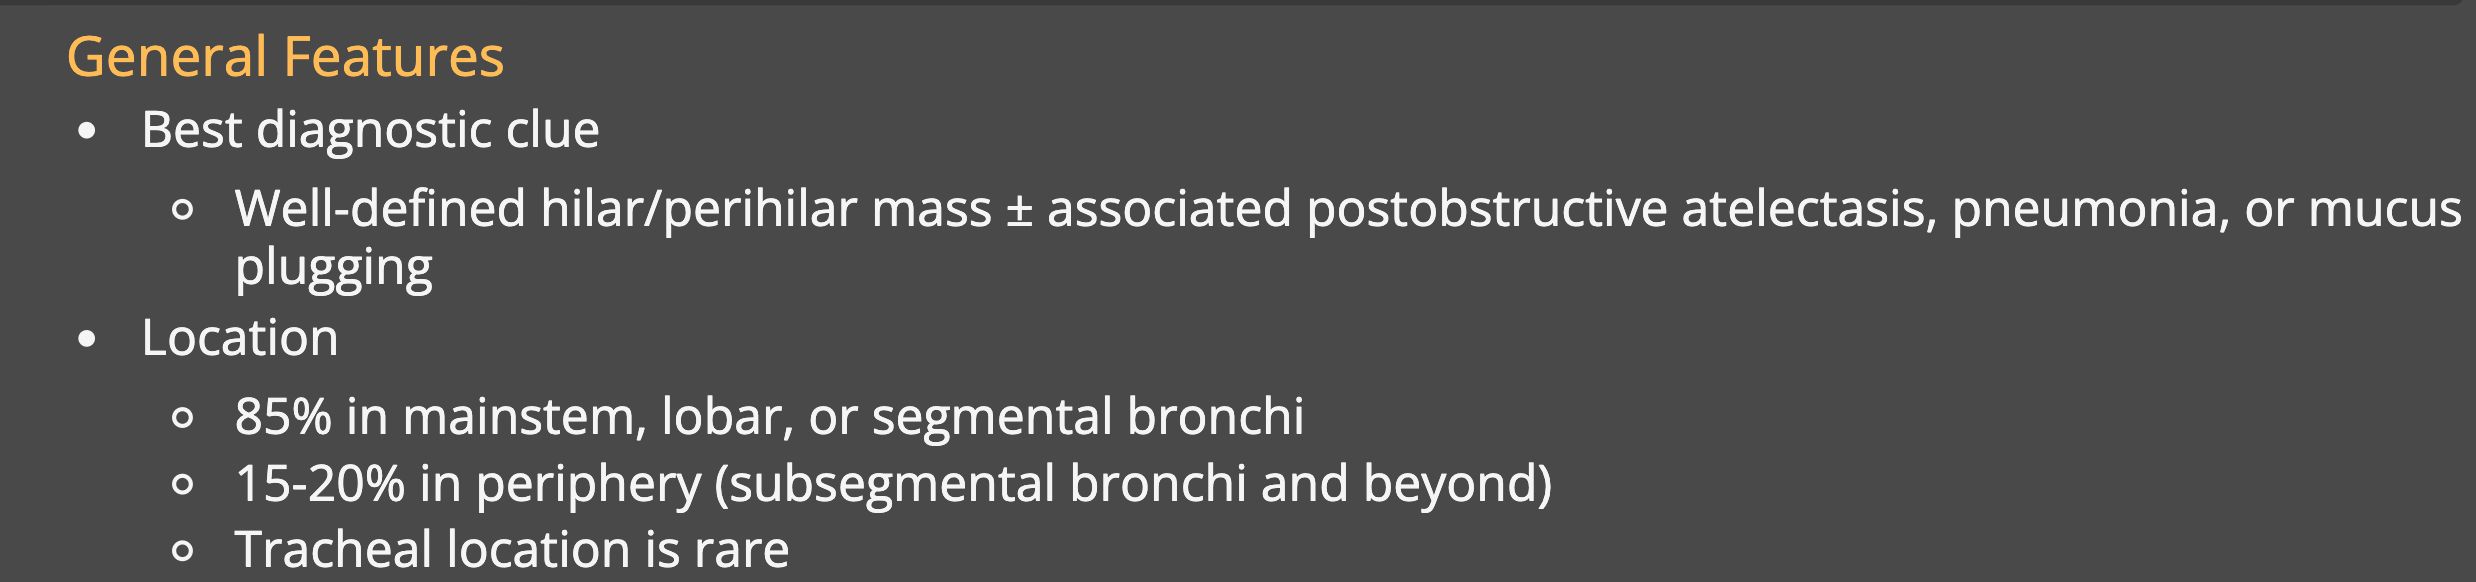 General Features
• Best diagnostic clue
◦ Well-defined hilar/perihilar mass ± associated postobstructive atelectasis, pneumonia, or mucus
plugging
• Location
◦ 85% in mainstem, lobar, or segmental bronchi
◦ 15-20% in periphery (subsegmental bronchi and beyond)
◦ Tracheal location is rare